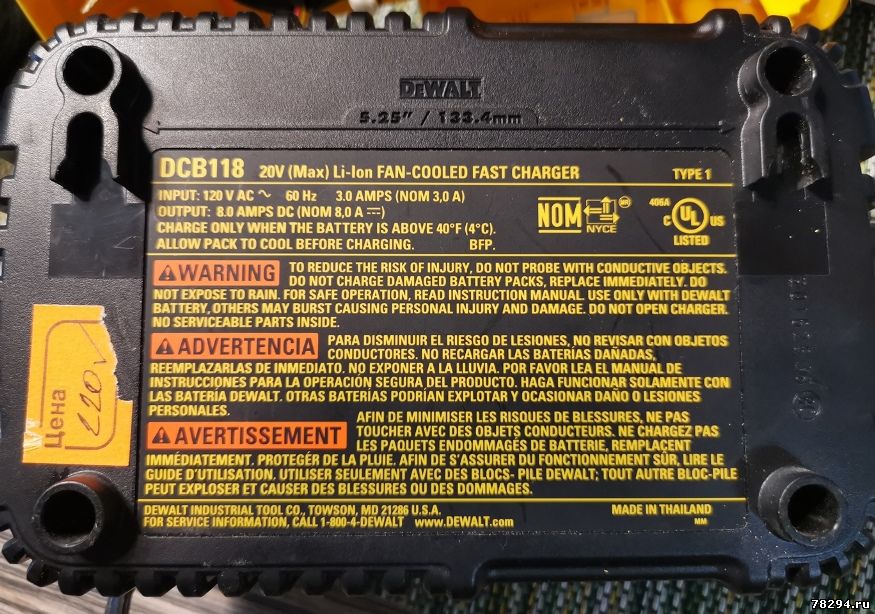 DEWALT
5.25" / 133.4mm
DCB118 20V (Max) Li-Ion FAN-COOLED FAST CHARGER TYPE 1
INPUT: 120 V AC ~ 60 Hz 3.0 AMPS (NOM 3,0 A)
OUTPUT: 8.0 AMPS DC (NOM 8,0 A ⎓)
CHARGE ONLY WHEN THE BATTERY IS ABOVE 40°F (4°C).
ALLOW PACK TO COOL BEFORE CHARGING. BFP.
NOM
NYCE
MR
406A
C UL US
LISTED
⚠WARNING TO REDUCE THE RISK OF INJURY, DO NOT PROBE WITH CONDUCTIVE OBJECTS.
DO NOT CHARGE DAMAGED BATTERY PACKS, REPLACE IMMEDIATELY. DO
NOT EXPOSE TO RAIN. FOR SAFE OPERATION, READ INSTRUCTION MANUAL. USE ONLY WITH DEWALT
BATTERY, OTHERS MAY BURST CAUSING PERSONAL INJURY AND DAMAGE. DO NOT OPEN CHARGER.
NO SERVICEABLE PARTS INSIDE.
⚠ADVERTENCIA PARA DISMINUIR EL RIESGO DE LESIONES, NO REVISAR CON OBJETOS
CONDUCTORES. NO RECARGAR LAS BATERÍAS DAÑADAS,
REEMPLAZARLAS DE INMEDIATO. NO EXPONER A LA LLUVIA. POR FAVOR LEA EL MANUAL DE
INSTRUCCIONES PARA LA OPERACIÓN SEGURA DEL PRODUCTO. HAGA FUNCIONAR SOLAMENTE CON
LAS BATERÍA DEWALT. OTRAS BATERÍAS PODRÍAN EXPLOTAR Y OCASIONAR DAÑO O LESIONES
PERSONALES.
⚠AVERTISSEMENT AFIN DE MINIMISER LES RISQUES DE BLESSURES, NE PAS
TOUCHER AVEC DES OBJETS CONDUCTEURS. NE CHARGEZ PAS
LES PAQUETS ENDOMMAGÉS DE BATTERIE, REMPLACENT
IMMÉDIATEMENT. PROTEGÉR DE LA PLUIE. AFIN DE S'ASSURER DU FONCTIONNEMENT SÛR, LIRE LE
GUIDE D'UTILISATION. UTILISER SEULEMENT AVEC DES BLOCS- PILE DEWALT; TOUT AUTRE BLOC-PILE
PEUT EXPLOSER ET CAUSER DES BLESSURES OU DES DOMMAGES.
DEWALT INDUSTRIAL TOOL CO., TOWSON, MD 21286 U.S.A. MADE IN THAILAND
FOR SERVICE INFORMATION, CALL 1-800-4-DEWALT www.DEWALT.com MM
Цена
120v
78294.ru